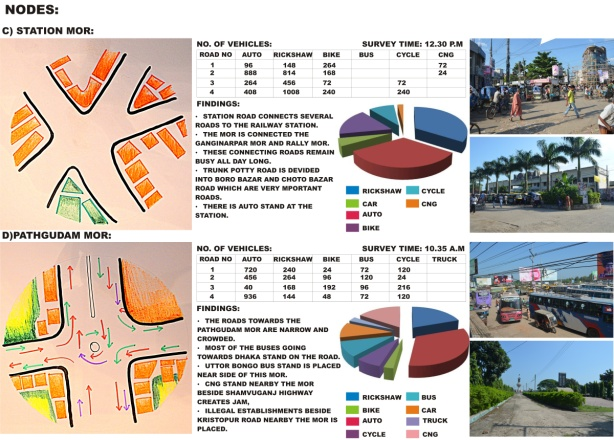 NODES:
C) STATION MOR:
NO. OF VEHICLES: SURVEY TIME: 12.30 P.M
ROAD NO AUTO RICKSHAW BIKE BUS CYCLE CNG
1 96 148 264 72
2 888 814 168 24
3 264 456 72 72
4 408 1008 240 240
FINDINGS:
· STATION ROAD CONNECTS SEVERAL
ROADS TO THE RAILWAY STATION.
· THE MOR IS CONNECTED THE
GANGINARPAR MOR AND RALLY MOR.
· THESE CONNECTING ROADS REMAIN
BUSY ALL DAY LONG.
· TRUNK POTTY ROAD IS DEVIDED
INTO BORO BAZAR AND CHOTO BAZAR
ROAD WHICH ARE VERY MPORTANT
ROADS.
· THERE IS AUTO STAND AT THE
STATION.
RICKSHAW CYCLE
CAR CNG
AUTO
BIKE
D)PATHGUDAM MOR:
NO. OF VEHICLES: SURVEY TIME: 10.35 A.M
ROAD NO AUTO RICKSHAW BIKE BUS CYCLE TRUCK
1 720 240 24 72 120
2 456 264 96 120 24
3 40 168 192 96 216
4 936 144 48 72 120
FINDINGS:
· THE ROADS TOWARDS THE
PATHGUDAM MOR ARE NARROW AND
CROWDED.
· MOST OF THE BUSES GOING
TOWARDS DHAKA STAND ON THE ROAD.
· UTTOR BONGO BUS STAND IS PLACED
NEAR SIDE OF THIS MOR.
· CNG STAND NEARBY THE MOR
BESIDE SHAMVUGANJ HIGHWAY
CREATES JAM,
· ILLEGAL ESTABLISHMENTS BESIDE
KRISTOPUR ROAD NEARBY THE MOR IS
PLACED.
RICKSHAW BUS
BIKE CAR
AUTO TRUCK
CYCLE CNG